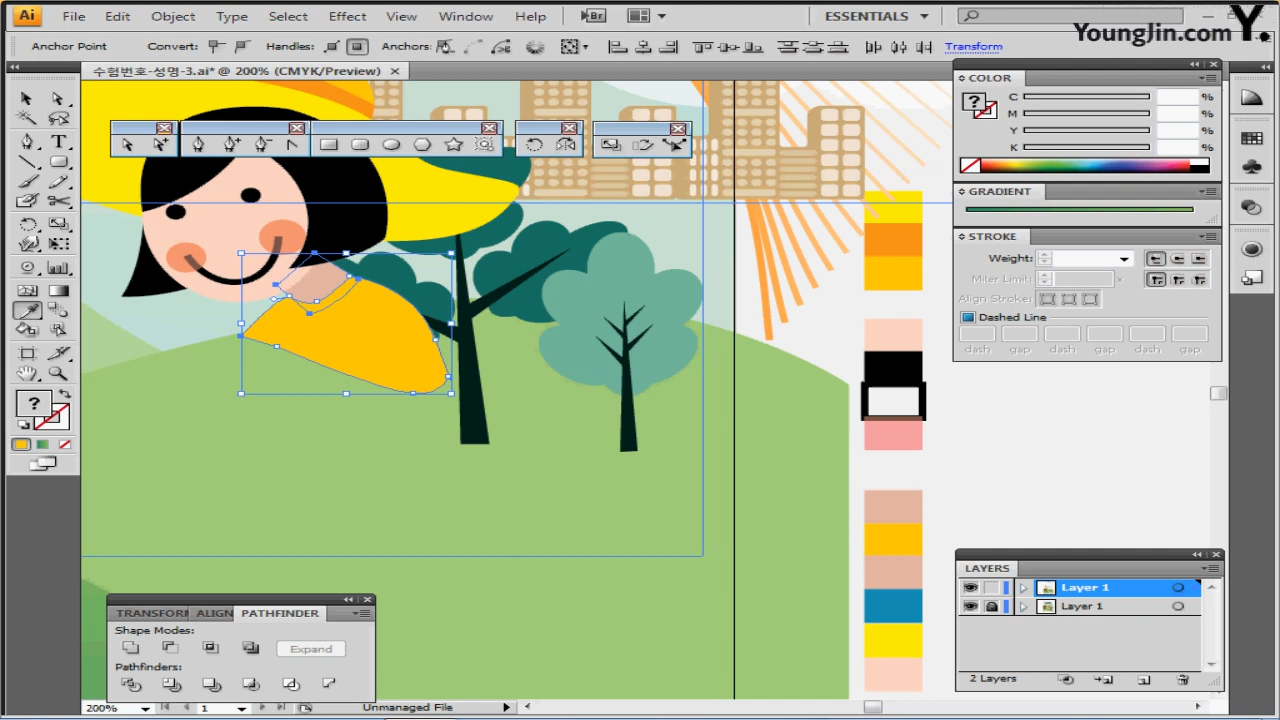 Ai File Edit Object Type Select Effect View Window Help Br ESSENTIALS
YoungJin.com Y.
Anchor Point Convert: Handles: Anchors: Transform
수험번호-성명-3.ai* @ 200% (CMYK/Preview) ×
COLOR
? C %
M %
Y %
K %
GRADIENT
STROKE
Weight:
Miter Limit: x
Align Stroke:
Dashed Line
dash gap dash gap dash gap
?
LAYERS
Layer 1
Layer 1
2 Layers
TRANSFORM ALIGN PATHFINDER
Shape Modes:
Expand
Pathfinders:
200% 1 Unmanaged File